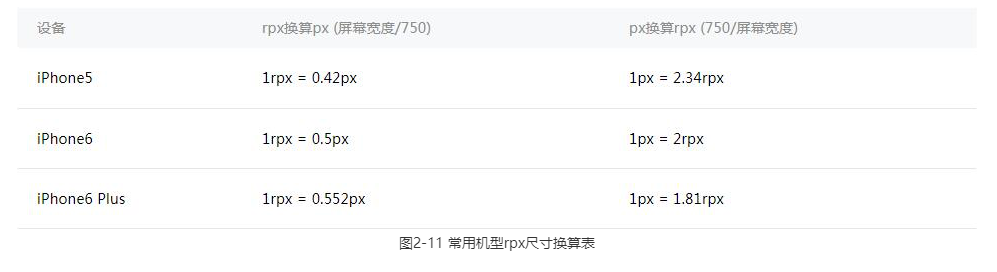 设备 rpx换算px (屏幕宽度/750) px换算rpx (750/屏幕宽度)
iPhone5 1rpx = 0.42px 1px = 2.34rpx
iPhone6 1rpx = 0.5px 1px = 2rpx
iPhone6 Plus 1rpx = 0.552px 1px = 1.81rpx
图2-11 常用机型rpx尺寸换算表